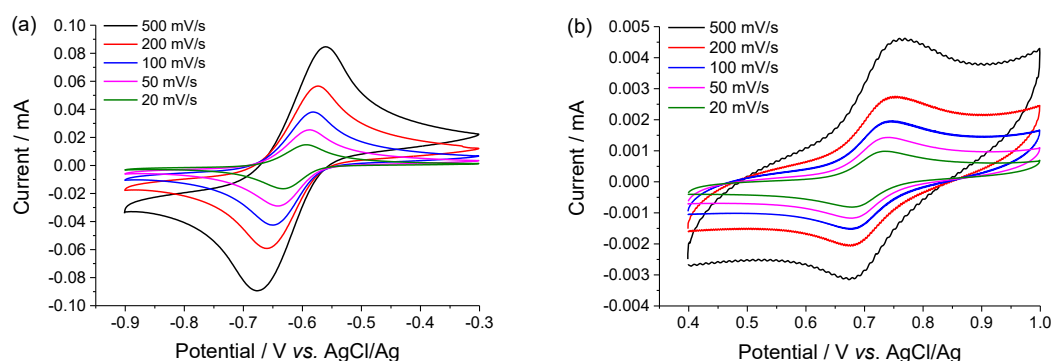 (a)
500 mV/s
200 mV/s
100 mV/s
50 mV/s
20 mV/s
Current / mA
0.10
0.08
0.06
0.04
0.02
0.00
-0.02
-0.04
-0.06
-0.08
-0.10
-0.9 -0.8 -0.7 -0.6 -0.5 -0.4 -0.3
Potential / V vs. AgCl/Ag
(b)
500 mV/s
200 mV/s
100 mV/s
50 mV/s
20 mV/s
Current / mA
0.005
0.004
0.003
0.002
0.001
0.000
-0.001
-0.002
-0.003
-0.004
0.4 0.5 0.6 0.7 0.8 0.9 1.0
Potential / V vs. AgCl/Ag